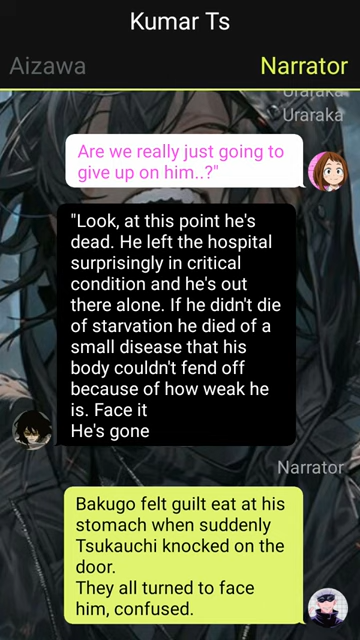 Kumar Ts
Aizawa
Narrator
Uraraka
Uraraka
Are we really just going to
give up on him..?"
"Look, at this point he's
dead. He left the hospital
surprisingly in critical
condition and he's out
there alone. If he didn't die
of starvation he died of a
small disease that his
body couldn't fend off
because of how weak he
is. Face it
He's gone
Narrator
Bakugo felt guilt eat at his
stomach when suddenly
Tsukauchi knocked on the
door.
They all turned to face
him, confused.